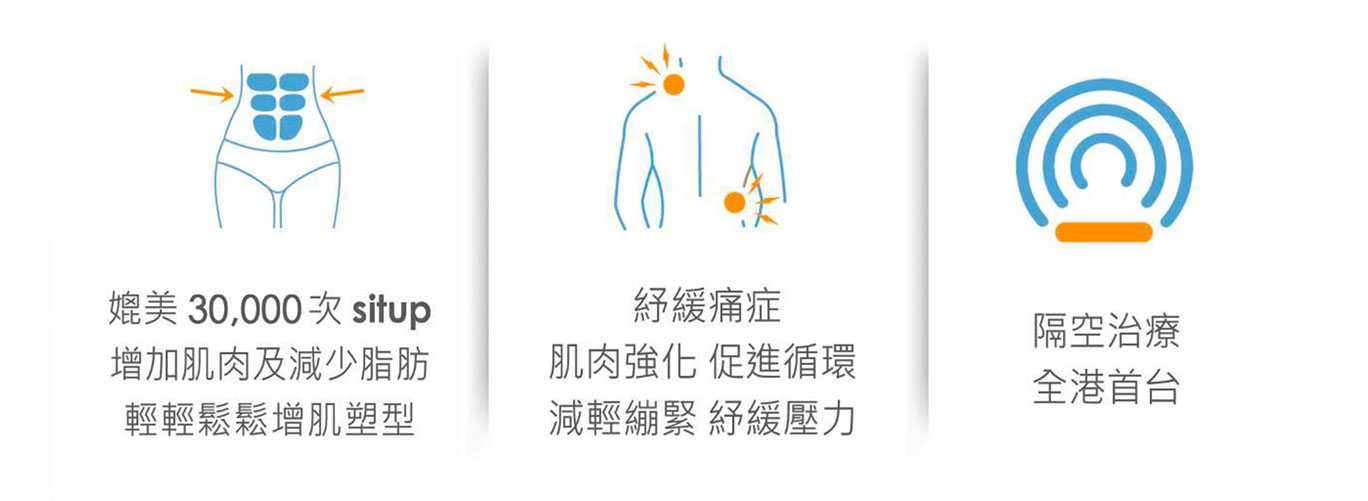 媲美 30,000 次 situp
增加肌肉及減少脂肪
輕輕鬆鬆增肌塑型
紓緩痛症
肌肉強化 促進循環
減輕繃緊 紓緩壓力
隔空治療
全港首台